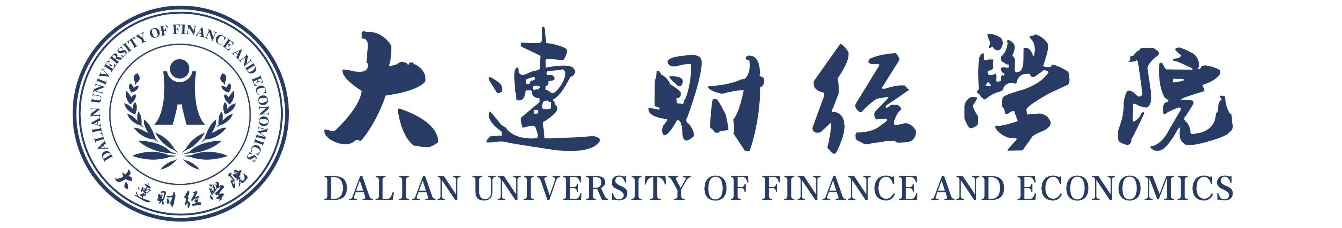 DALIAN UNIVERSITY OF FINANCE AND ECONOMICS
大連财经學院
大連财经學院
DALIAN UNIVERSITY OF FINANCE AND ECONOMICS